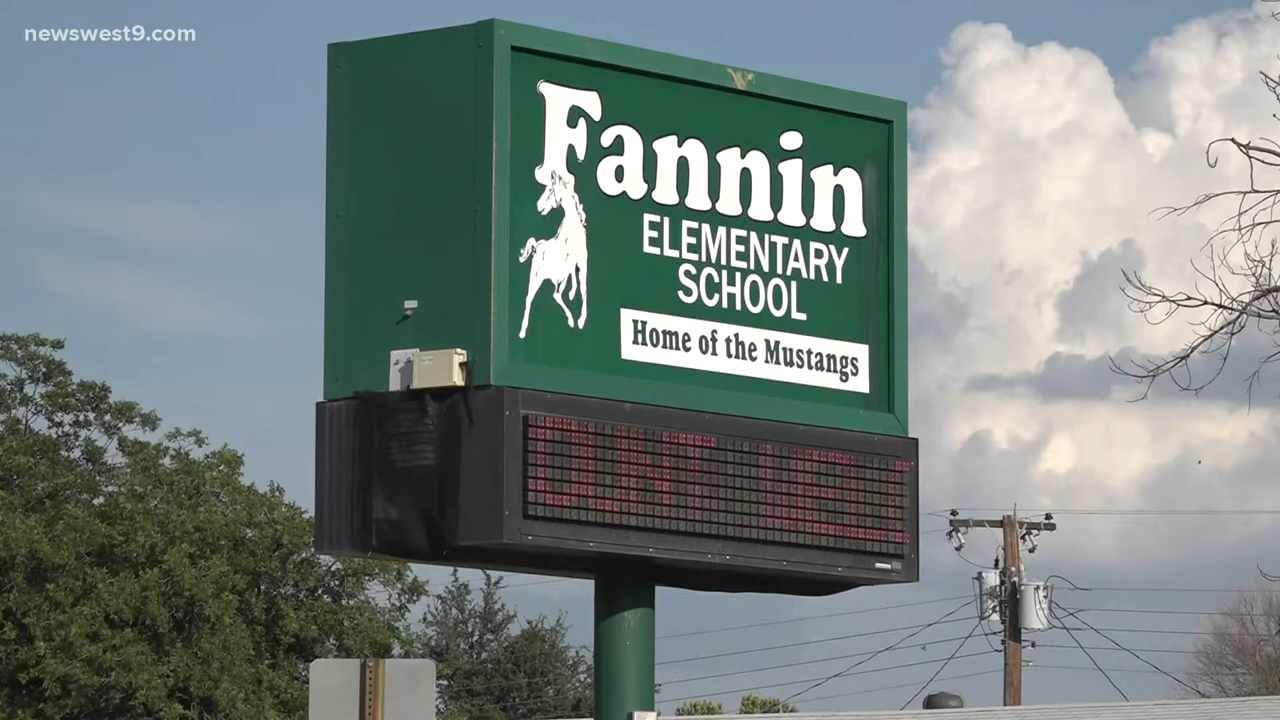 newswest9.com
Fannin
ELEMENTARY
SCHOOL
Home of the Mustangs